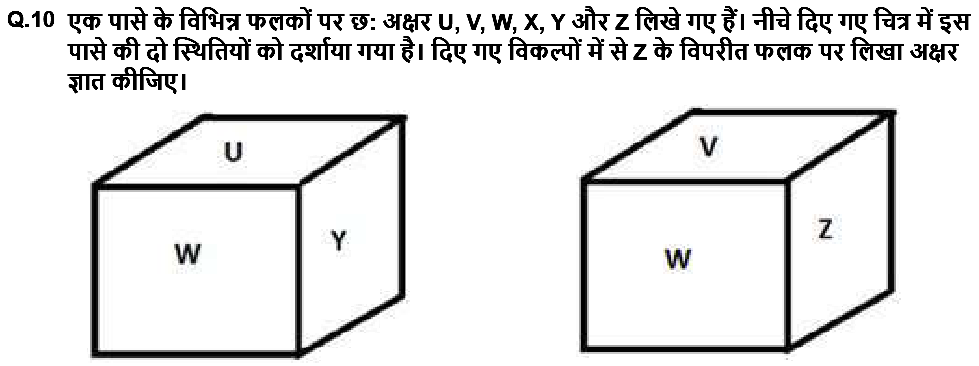 Q.10 एक पासे के विभिन्न फलकों पर छ: अक्षर U, V, W, X, Y और Z लिखे गए हैं। नीचे दिए गए चित्र में इस
पासे की दो स्थितियों को दर्शाया गया है। दिए गए विकल्पों में से Z के विपरीत फलक पर लिखा अक्षर
ज्ञात कीजिए।
U
W
Y
V
W
Z